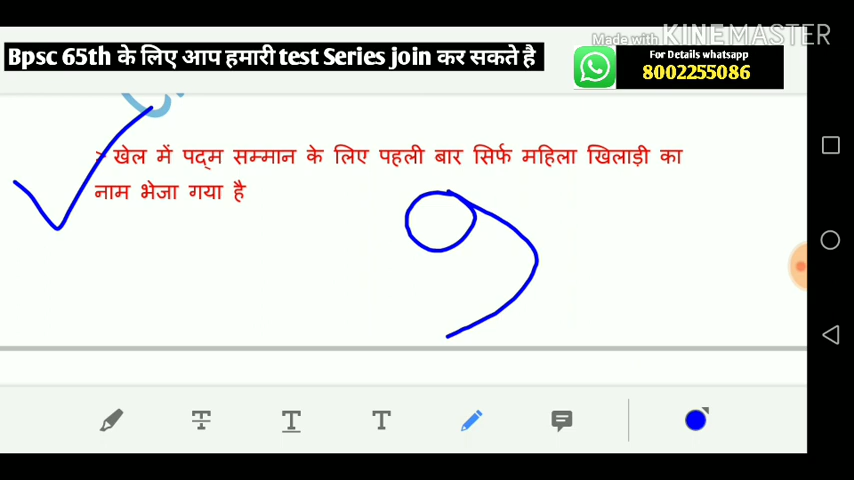 Made with KINEMASTER
Bpsc 65th के लिए आप हमारी test Series join कर सकते है
For Details whatsapp
8002255086
> खेल में पद्म सम्मान के लिए पहली बार सिर्फ महिला खिलाड़ी का
नाम भेजा गया है
9
T T T